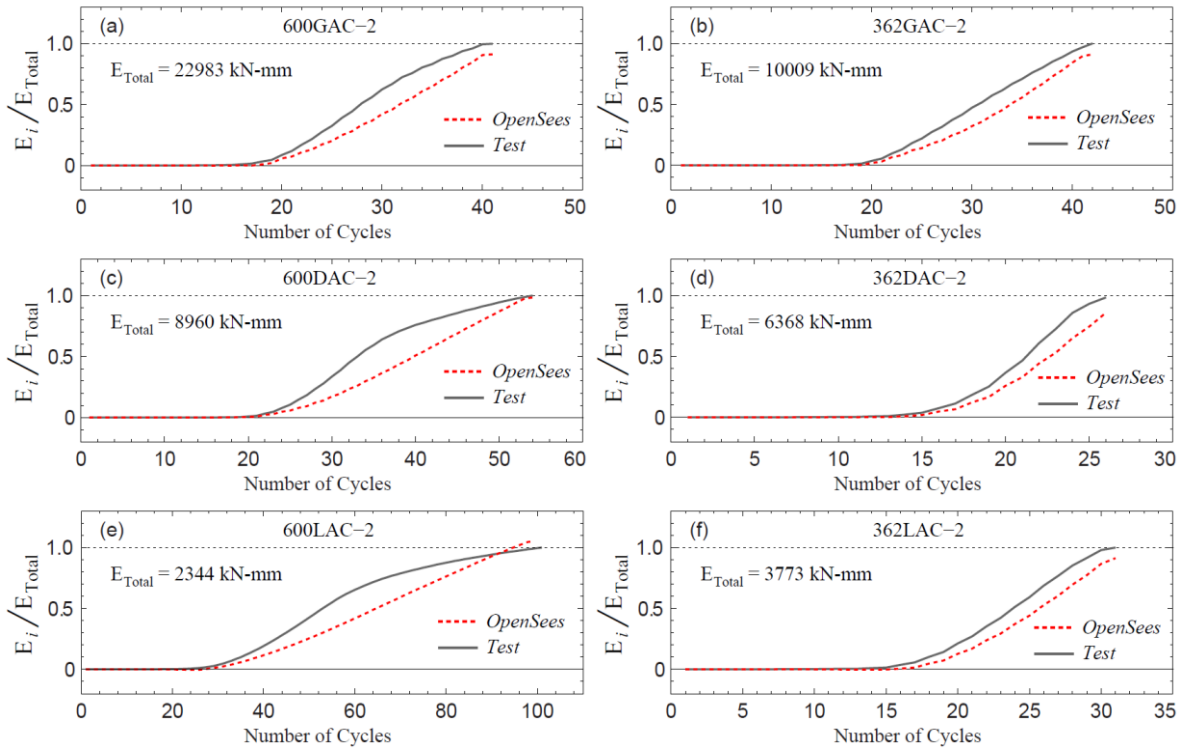 (a) 600GAC−2
E_Total = 22983 kN-mm
OpenSees
Test
E_i/E_Total
1.0
0.5
0
0 10 20 30 40 50
Number of Cycles
(b) 362GAC−2
E_Total = 10009 kN-mm
OpenSees
Test
E_i/E_Total
1.0
0.5
0
0 10 20 30 40 50
Number of Cycles
(c) 600DAC−2
E_Total = 8960 kN-mm
OpenSees
Test
E_i/E_Total
1.0
0.5
0
0 10 20 30 40 50 60
Number of Cycles
(d) 362DAC−2
E_Total = 6368 kN-mm
OpenSees
Test
E_i/E_Total
1.0
0.5
0
0 5 10 15 20 25 30
Number of Cycles
(e) 600LAC−2
E_Total = 2344 kN-mm
OpenSees
Test
E_i/E_Total
1.0
0.5
0
0 20 40 60 80 100
Number of Cycles
(f) 362LAC−2
E_Total = 3773 kN-mm
OpenSees
Test
E_i/E_Total
1.0
0.5
0
0 5 10 15 20 25 30 35
Number of Cycles